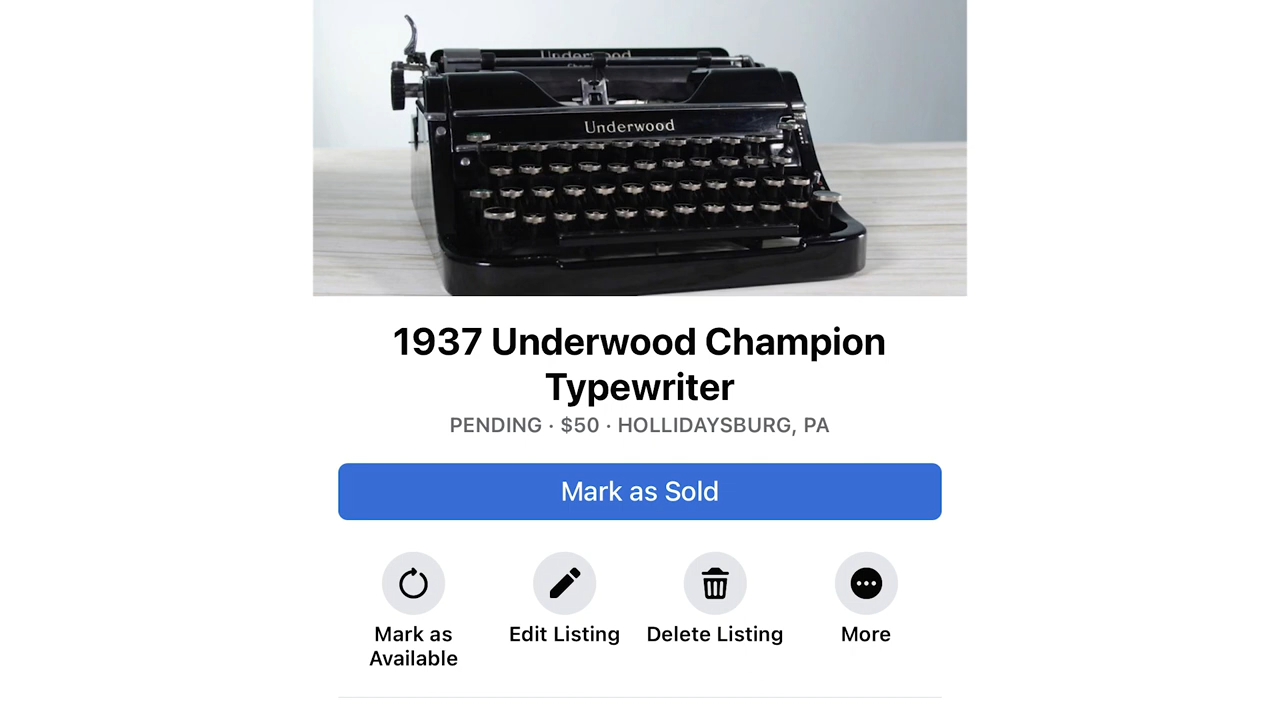 Underwood
Underwood
1937 Underwood Champion
Typewriter
PENDING · $50 · HOLLIDAYSBURG, PA
Mark as Sold
Mark as
Available
Edit Listing
Delete Listing
More